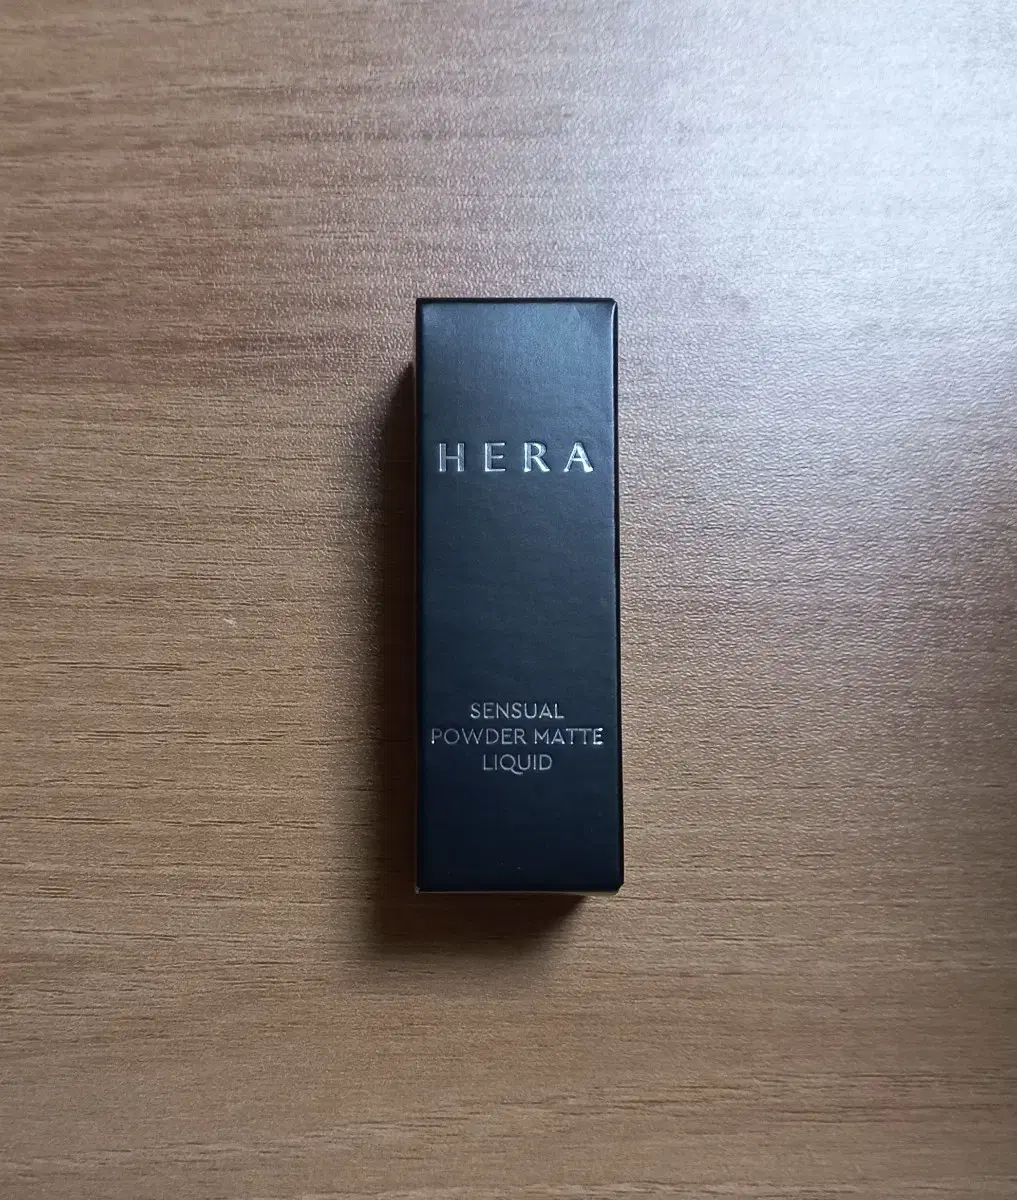 HERA
SENSUAL
POWDER MATTE
LIQUID